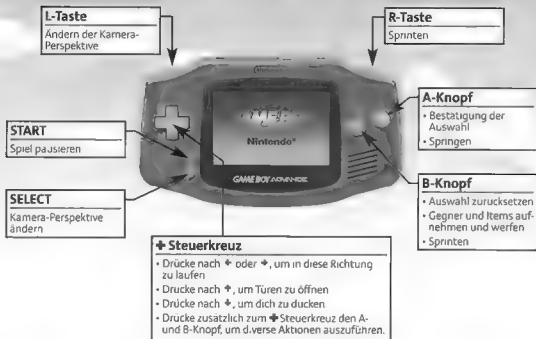 L-Taste
Ändern der Kamera-
Perspektive
R-Taste
Sprinten
A-Knopf
• Bestätigung der
Auswahl
• Springen
START
Spiel pausieren
Nintendo®
GAME BOY ADVANCE
B-Knopf
• Auswahl zurücksetzen
• Gegner und Items auf-
nehmen und werfen
• Sprinten
SELECT
Kamera-Perspektive
ändern
✚ Steuerkreuz
• Drücke nach ← oder →, um in diese Richtung
zu laufen
• Drücke nach ↑, um Türen zu öffnen
• Drücke nach ↓, um dich zu ducken
• Drücke zusätzlich zum ✚ Steuerkreuz den A-
und B-Knopf, um diverse Aktionen auszuführen.